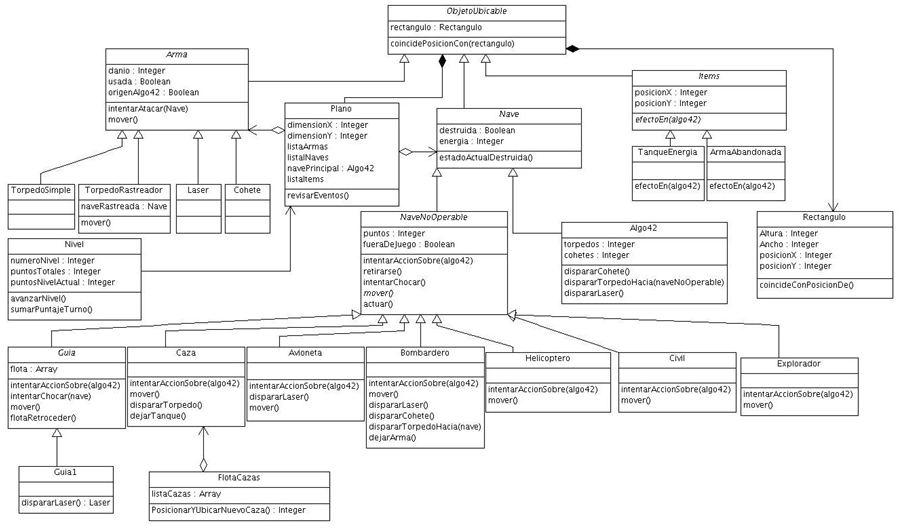 ObjetoUbicable
rectangulo : Rectangulo
coincidePosicionCon(rectangulo)
Arma
danio : Integer
usada : Boolean
origenAlgo42 : Boolean
intentarAtacar(Nave)
mover()
Plano
dimensionX : Integer
dimensionY : Integer
listaArmas
listaINaves
navePrincipal : Algo42
listaItems
revisarEventos()
Nave
destruida : Boolean
energia : Integer
estadoActualDestruida()
Items
posicionX : Integer
posicionY : Integer
efectoEn(algo42)
TanqueEnergia
efectoEn(algo42)
ArmaAbandonada
efectoEn(algo42)
TorpedoSimple
TorpedoRastreador
naveRastreada : Nave
mover()
Laser
Cohete
Nivel
numeroNivel : Integer
puntosTotales : Integer
puntosNivelActual : Integer
avanzarNivel()
sumarPuntajeTurno()
NaveNoOperable
puntos : Integer
fueraDeJuego : Boolean
intentarAccionSobre(algo42)
retirarse()
intentarChocar()
mover()
actuar()
Algo42
torpedos : Integer
cohetes : Integer
dispararCohete()
dispararTorpedoHacia(naveNoOperable)
dispararLaser()
Rectangulo
Altura : Integer
Ancho : Integer
posicionX : Integer
posicionY : Integer
coincideConPosicionDe()
Guia
flota : Array
intentarAccionSobre(algo42)
intentarChocar(nave)
mover()
flotaRetroceder()
Caza
intentarAccionSobre(algo42)
mover()
dispararTorpedo()
dejarTanque()
Avioneta
intentarAccionSobre(algo42)
dispararLaser()
mover()
Bombardero
intentarAccionSobre(algo42)
mover()
dispararLaser()
dispararCohete()
dispararTorpedoHacia(nave)
dejarArma()
Helicoptero
intentarAccionSobre(algo42)
mover()
Civil
intentarAccionSobre(algo42)
mover()
Explorador
intentarAccionSobre(algo42)
mover()
Guia1
dispararLaser() : Laser
FlotaCazas
listaCazas : Array
PosicionarYUbicarNuevoCaza() : Integer